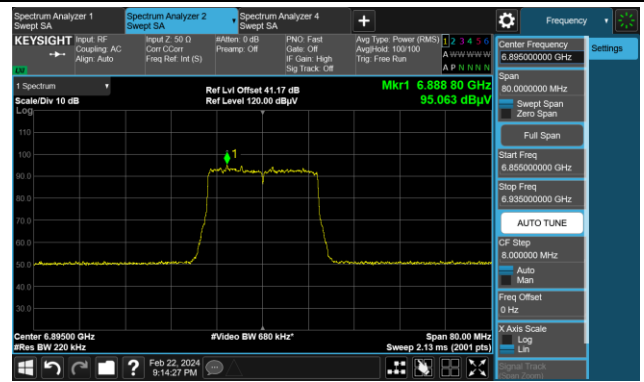 Spectrum Analyzer 1
Swept SA
Spectrum Analyzer 2
Swept SA
Spectrum Analyzer 4
Swept SA
+
Frequency
KEYSIGHT
Input: RF
Coupling: AC
Align: Auto
Input Z: 50 Ω
Corr CCorr
Freq Ref: Int (S)
#Atten: 0 dB
Preamp: Off
PNO: Fast
Gate: Off
IF Gain: High
Sig Track: Off
Avg Type: Power (RMS)
Avg|Hold: 100/100
Trig: Free Run
1 2 3 4 5 6
A W W W W W
A P N N N N
1 Spectrum
Scale/Div 10 dB
Ref Lvl Offset 41.17 dB
Ref Level 120.00 dBµV
Mkr1 6.888 80 GHz
95.063 dBµV
Log
110
100
90.0
80.0
70.0
60.0
50.0
40.0
30.0
1
Center 6.89500 GHz
#Res BW 220 kHz
#Video BW 680 kHz*
Span 80.00 MHz
Sweep 2.13 ms (2001 pts)
Feb 22, 2024
9:14:27 PM
?
Center Frequency
6.895000000 GHz
Settings
Span
80.0000000 MHz
Swept Span
Zero Span
Full Span
Start Freq
6.855000000 GHz
Stop Freq
6.935000000 GHz
AUTO TUNE
CF Step
8.000000 MHz
Auto
Man
Freq Offset
0 Hz
X Axis Scale
Log
Lin
Signal Track
(Span Zoom)